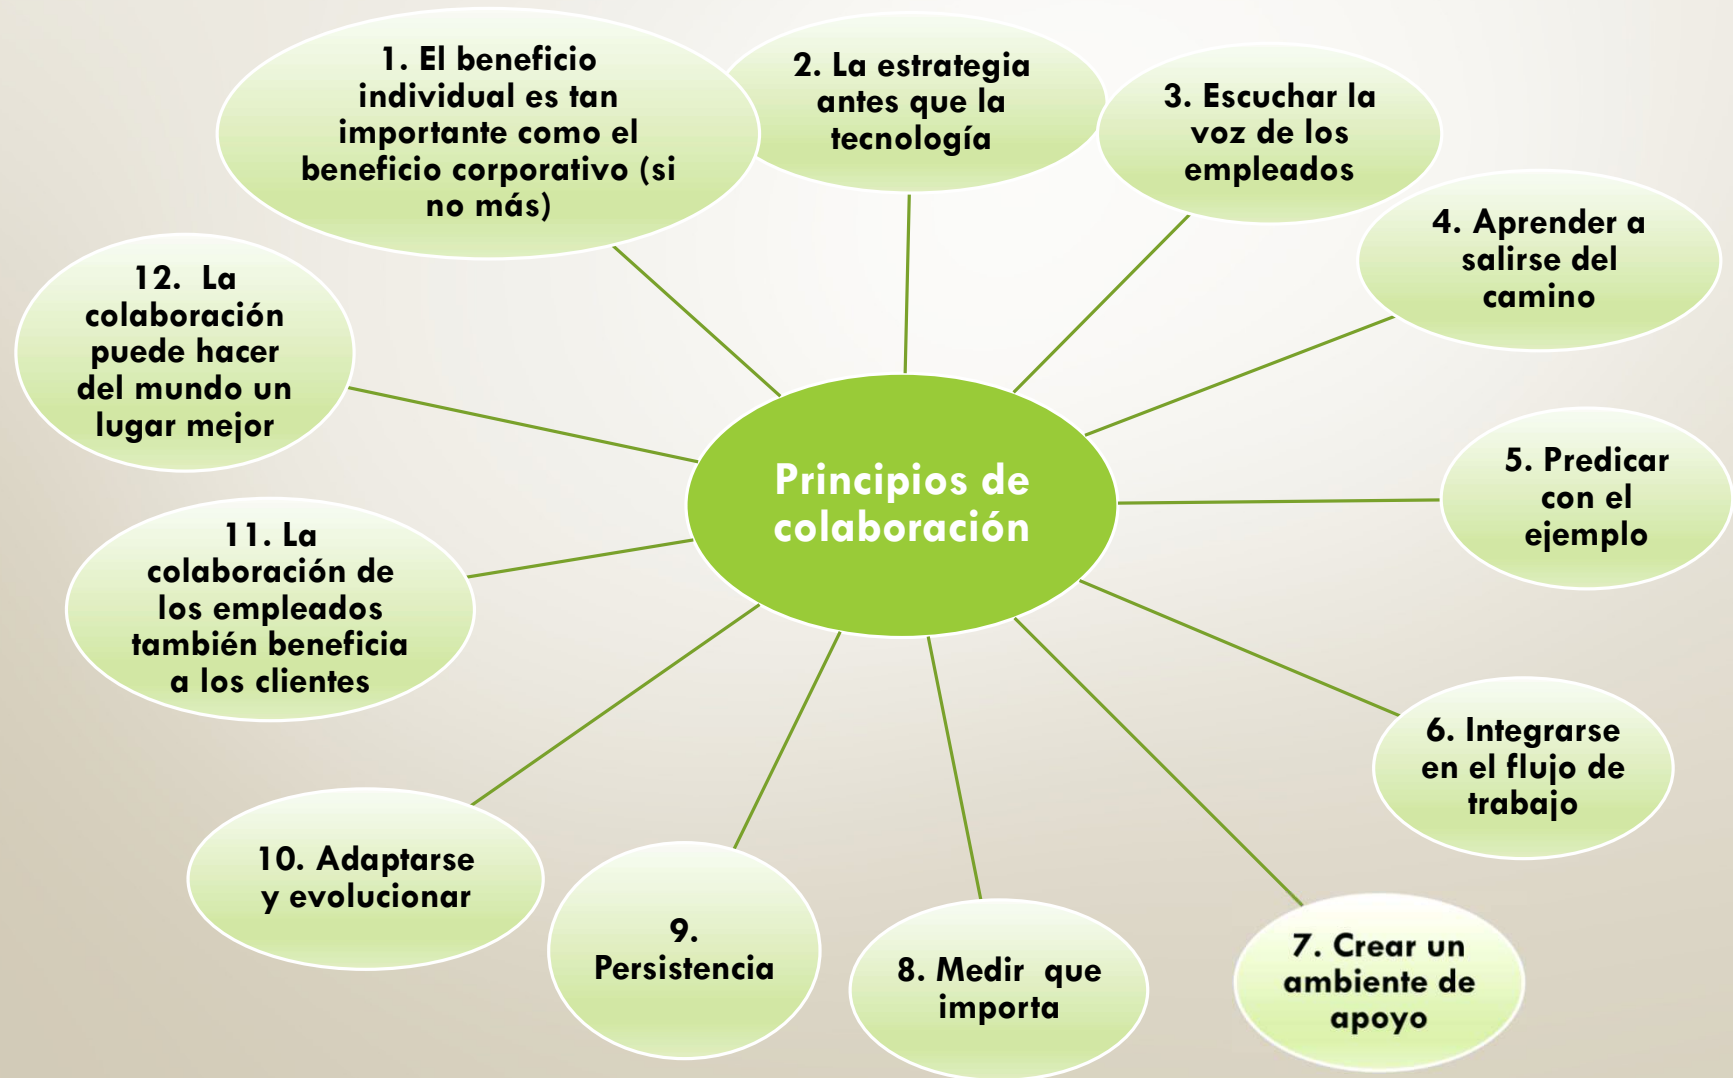 1. El beneficio
individual es tan
importante como el
beneficio corporativo (si
no más)
2. La estrategia
antes que la
tecnología
3. Escuchar la
voz de los
empleados
4. Aprender a
salirse del
camino
5. Predicar
con el
ejemplo
6. Integrarse
en el flujo de
trabajo
7. Crear un
ambiente de
apoyo
8. Medir  que
importa
9.
Persistencia
10. Adaptarse
y evolucionar
11. La
colaboración de
los empleados
también beneficia
a los clientes
12.  La
colaboración
puede hacer
del mundo un
lugar mejor
Principios de
colaboración